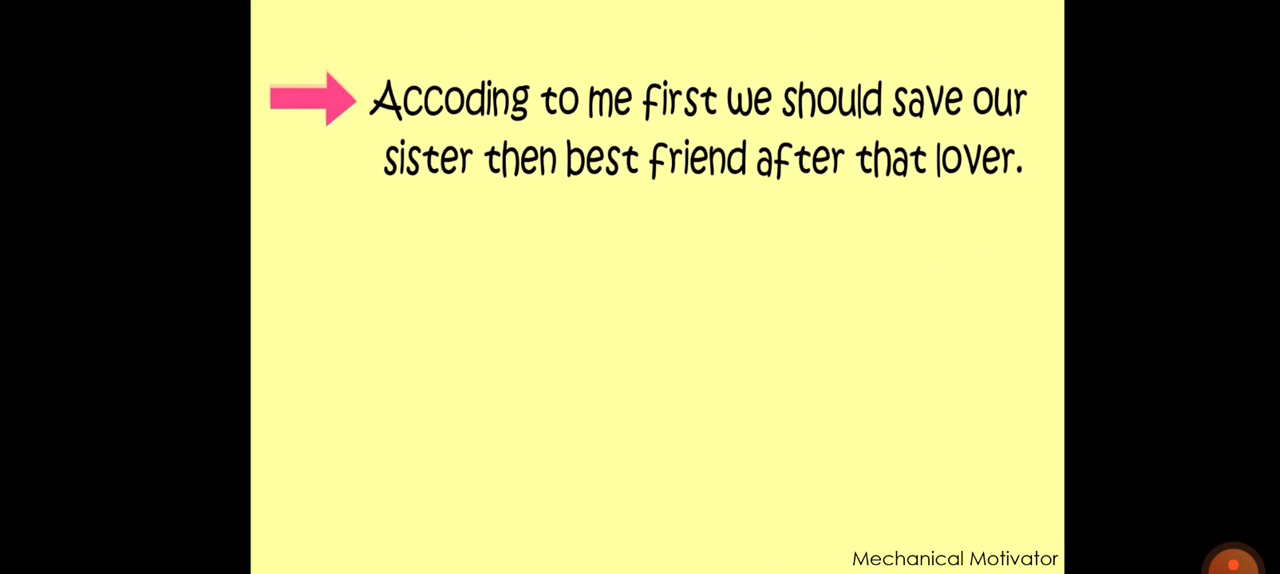 Accoding to me first we should save our
sister then best friend after that lover.
Mechanical Motivator